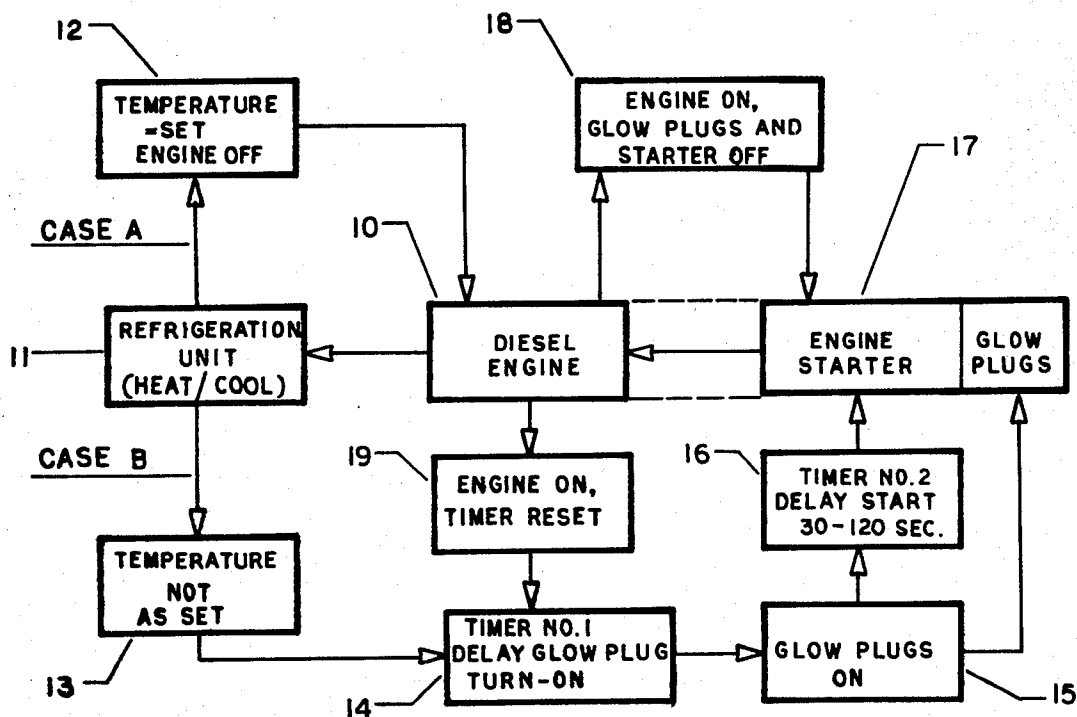 12
TEMPERATURE
=SET
ENGINE OFF
18
ENGINE ON,
GLOW PLUGS AND
STARTER OFF
17
CASE A
10
11
REFRIGERATION
UNIT
(HEAT/COOL)
DIESEL
ENGINE
ENGINE
STARTER
GLOW
PLUGS
CASE B
19
ENGINE ON,
TIMER RESET
16
TIMER NO.2
DELAY START
30-120 SEC.
TEMPERATURE
NOT
AS SET
13
TIMER NO.1
DELAY GLOW PLUG
TURN-ON
14
GLOW PLUGS
ON
15